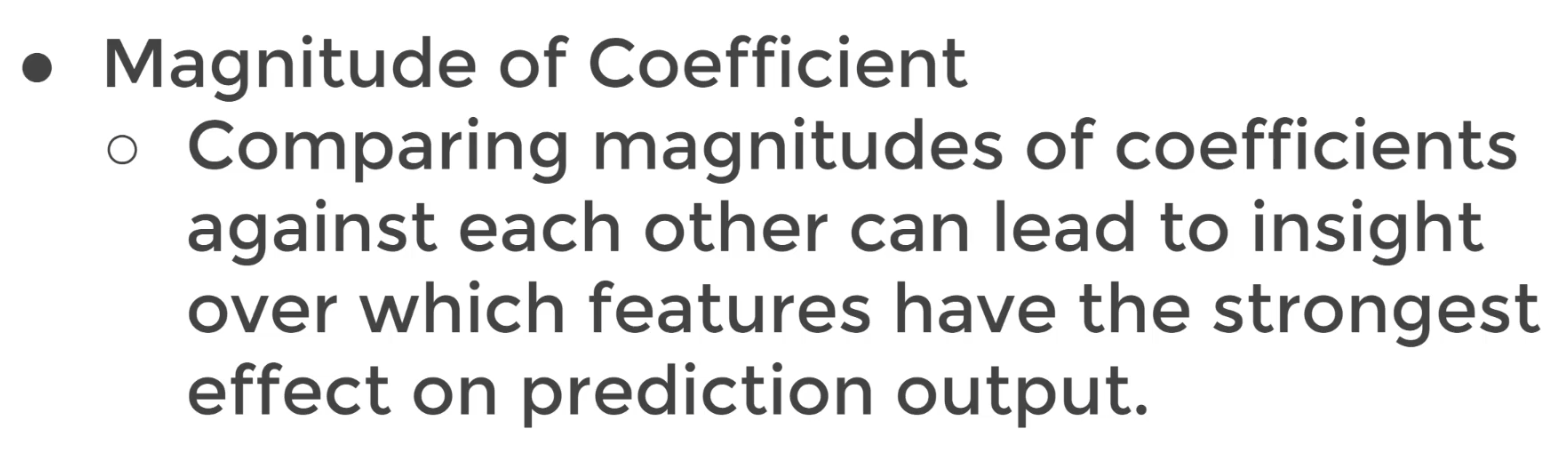 ● Magnitude of Coefficient
○ Comparing magnitudes of coefficients
against each other can lead to insight
over which features have the strongest
effect on prediction output.